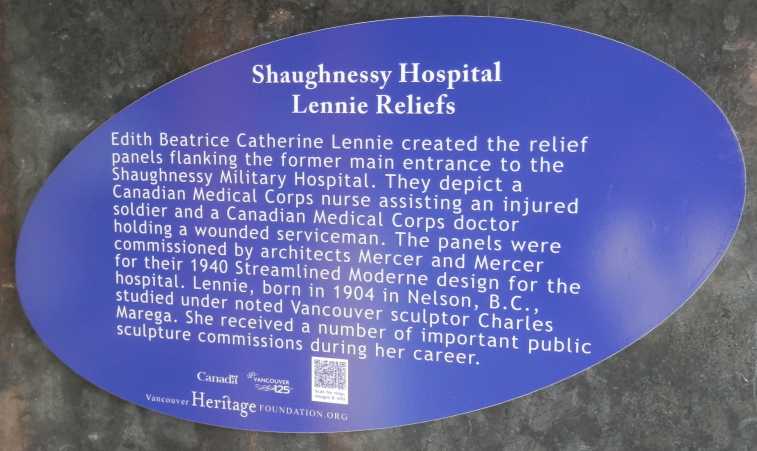 Shaughnessy Hospital
Lennie Reliefs
Edith Beatrice Catherine Lennie created the relief
panels flanking the former main entrance to the
Shaughnessy Military Hospital. They depict a
Canadian Medical Corps nurse assisting an injured
soldier and a Canadian Medical Corps doctor
holding a wounded serviceman. The panels were
commissioned by architects Mercer and Mercer
for their 1940 Streamlined Moderne design for the
hospital. Lennie, born in 1904 in Nelson, B.C.,
studied under noted Vancouver sculptor Charles
Marega. She received a number of important public
sculpture commissions during her career.
Canada
VANCOUVER
125
Vancouver Heritage FOUNDATION.ORG